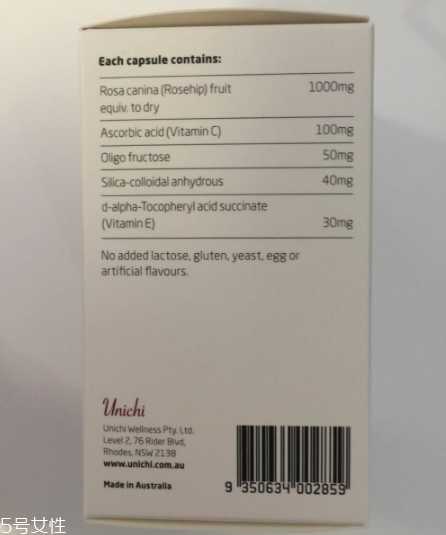 Each capsule contains:
Rosa canina (Rosehip) fruit 1000mg
equiv. to dry
Ascorbic acid (Vitamin C) 100mg
Oligo fructose 50mg
Silica-colloidal anhydrous 40mg
d-alpha-Tocopheryl acid succinate
(Vitamin E) 30mg
No added lactose, gluten, yeast, egg or
artificial flavours.
Unichi
Unichi Wellness Pty. Ltd.
Level 2, 76 Rider Blvd,
Rhodes, NSW 2138
www.unichi.com.au
Made in Australia
9 350634 002859
5号女性